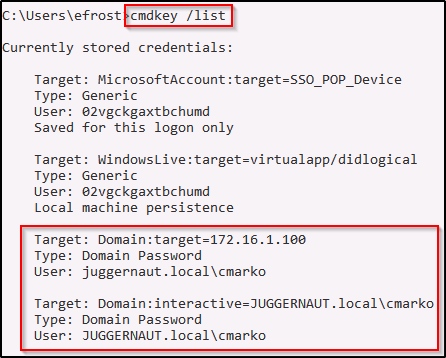 C:\Users\efrost>cmdkey /list
Currently stored credentials:
Target: MicrosoftAccount:target=SSO_POP_Device
Type: Generic
User: 02vgckgaxtbchumd
Saved for this logon only
Target: WindowsLive:target=virtualapp/didlogical
Type: Generic
User: 02vgckgaxtbchumd
Local machine persistence
Target: Domain:target=172.16.1.100
Type: Domain Password
User: juggernaut.local\cmarko
Target: Domain:interactive=JUGGERNAUT.local\cmarko
Type: Domain Password
User: JUGGERNAUT.local\cmarko